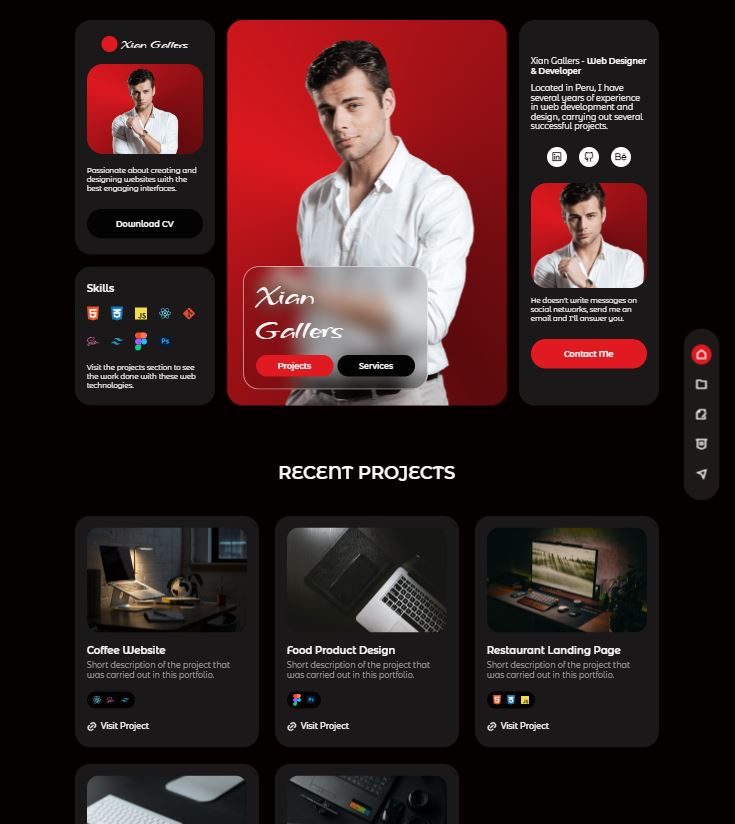 Xian Gallers
Passionate about creating and
designing websites with the
best engaging interfaces.
Download CV
Skills
JS
Sass
Ps
Visit the projects section to see
the work done with these web
technologies.
Xian
Gallers
Projects
Services
Xian Gallers - Web Designer
& Developer
Located in Peru, I have
several years of experience
in web development and
design, carrying out several
successful projects.
in
Bē
He doesn't write messages on
social networks, send me an
email and I'll answer you.
Contact Me
RECENT PROJECTS
Coffee Website
Short description of the project that
was carried out in this portfolio.
Visit Project
Food Product Design
Short description of the project that
was carried out in this portfolio.
Ps
Visit Project
Restaurant Landing Page
Short description of the project that
was carried out in this portfolio.
JS
Visit Project